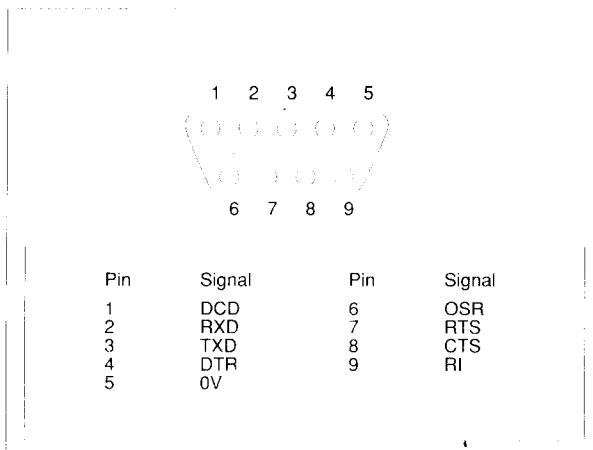 1 2 3 4 5
6 7 8 9
Pin Signal Pin Signal
1 DCD 6 OSR
2 RXD 7 RTS
3 TXD 8 CTS
4 DTR 9 RI
5 0V